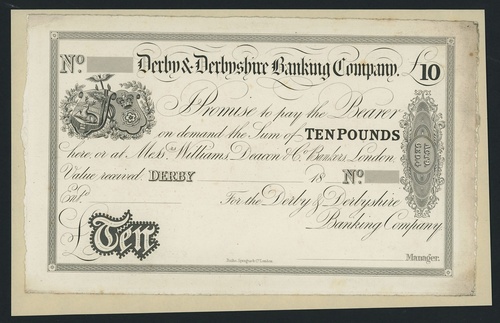 No. Derby & Derbyshire Banking Company. £10
I Promise to pay the Bearer
on demand the Sum of TEN POUNDS
here, or at Messrs. Williams Deacon & Co. Bankers London
Value received. DERBY 18 No.
Entd. For the Derby & Derbyshire
£ Ten Banking Company
Manager.